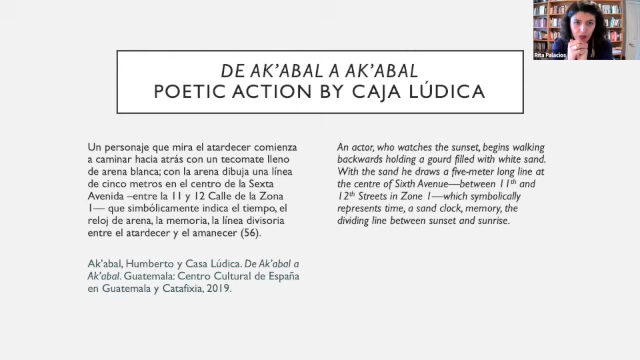 DE AK'ABAL A AK'ABAL
POETIC ACTION BY CAJA LÚDICA
Un personaje que mira el atardecer comienza
a caminar hacia atrás con un tecomate lleno
de arena blanca; con la arena dibuja una línea
de cinco metros en el centro de la Sexta
Avenida –entre la 11 y 12 Calle de la Zona
1— que simbólicamente indica el tiempo, el
reloj de arena, la memoria, la línea divisoria
entre el atardecer y el amanecer (56).
Ak'abal, Humberto y Casa Lúdica. De Ak'abal a
Ak'abal. Guatemala: Centro Cultural de España
en Guatemala y Catafixia, 2019.
An actor, who watches the sunset, begins walking
backwards holding a gourd filled with white sand.
With the sand he draws a five-meter long line at
the centre of Sixth Avenue—between 11th and
12th Streets in Zone 1—which symbolically
represents time, a sand clock, memory, the
dividing line between sunset and sunrise.
Rita Palacios